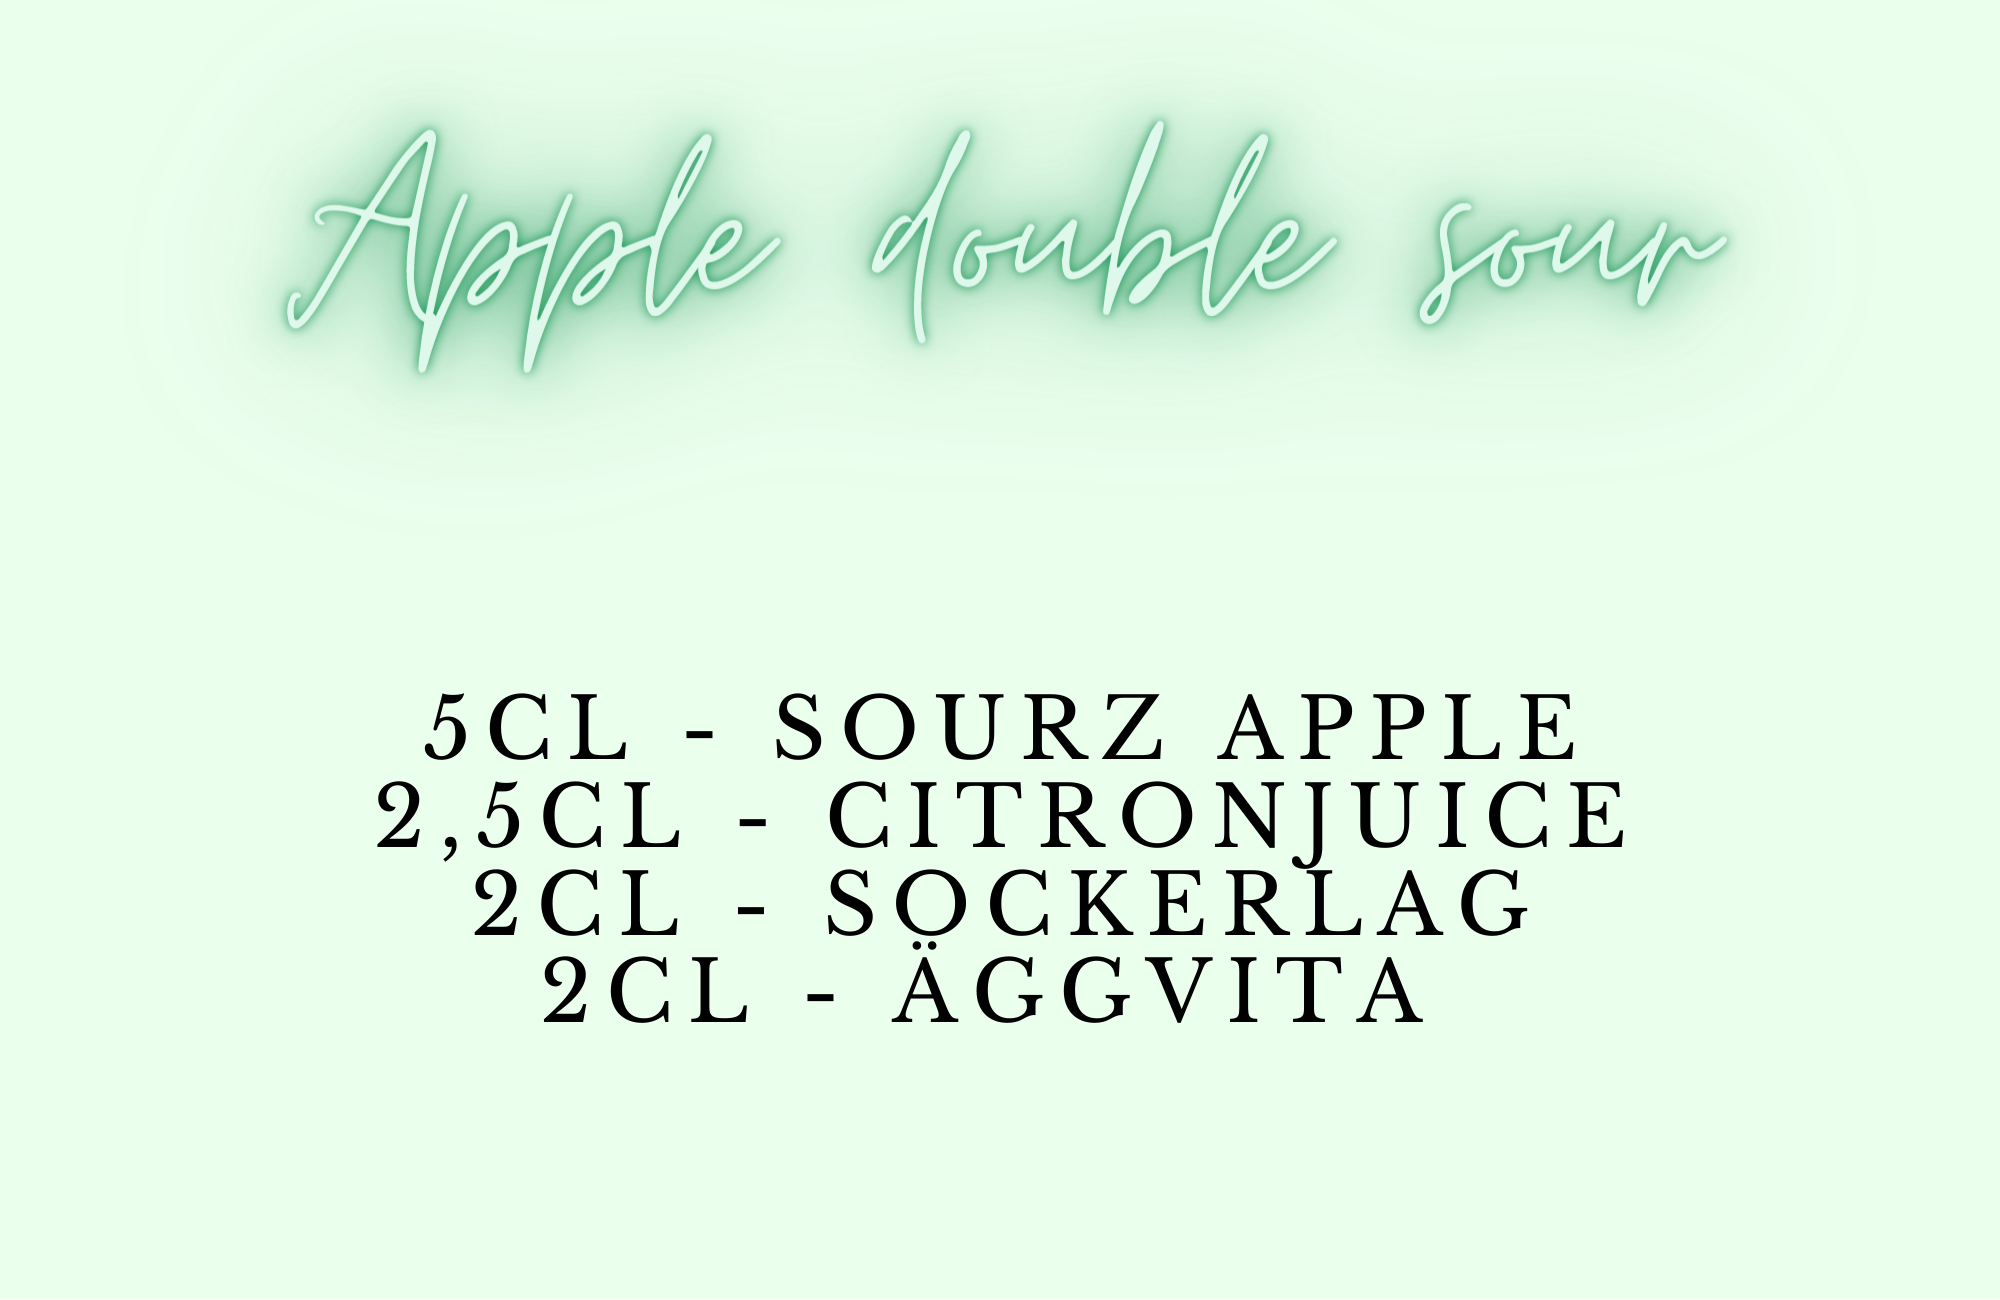 Apple double sour
5CL - SOURZ APPLE
2,5CL - CITRONJUICE
2CL - SOCKERLAG
2CL - ÄGGVITA